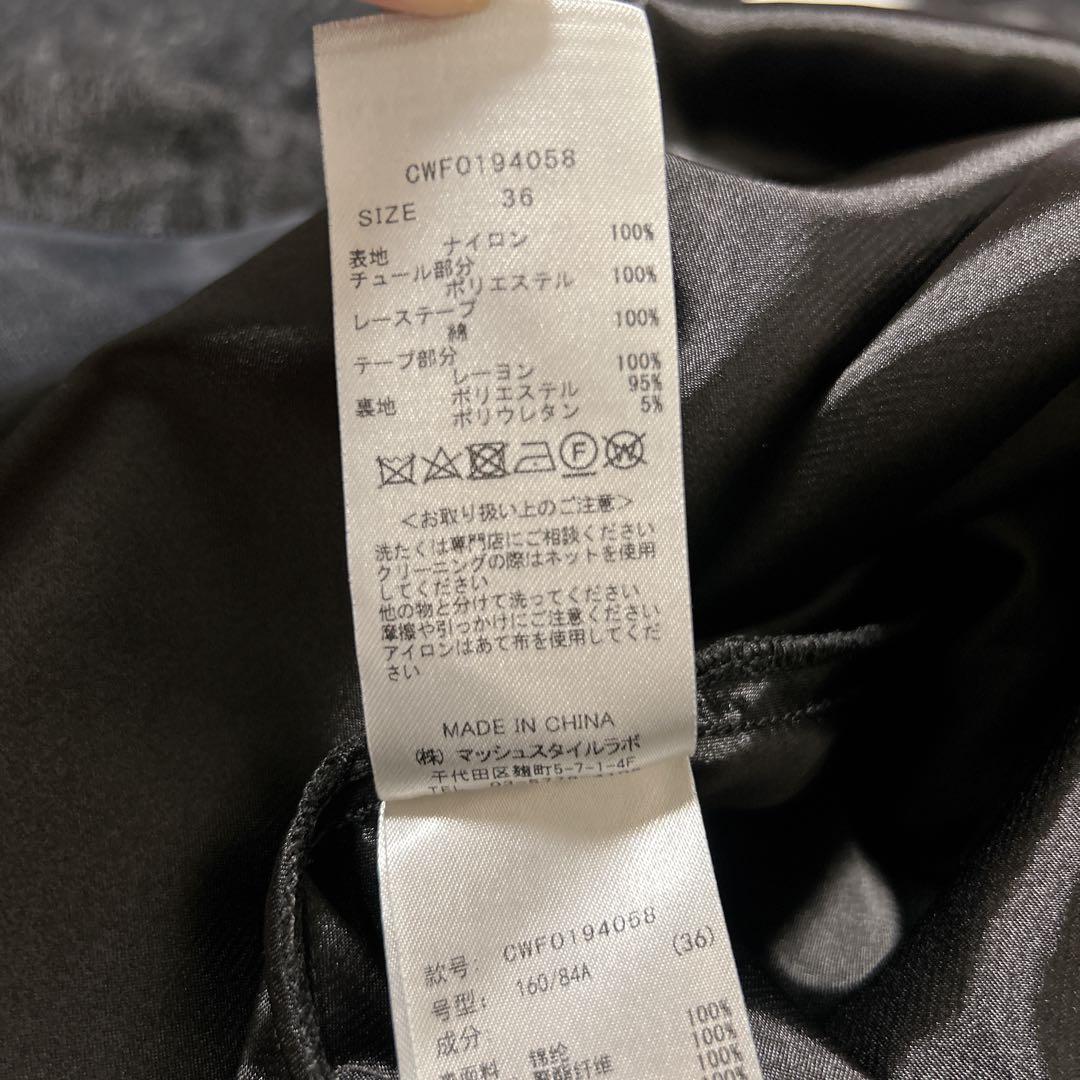 CWF0194058
SIZE 36
表地 ナイロン 100%
チュール部分
ポリエステル 100%
レーステープ
綿 100%
テープ部分
レーヨン 100%
裏地 ポリエステル 95%
ポリウレタン 5%
<お取り扱い上のご注意>
洗たくは専門店にご相談ください
クリーニングの際はネットを使用
してください
他の物と分けて洗ってください
摩擦や引っかけにご注意ください
アイロンはあて布を使用してくだ
さい
MADE IN CHINA
(株) マッシュスタイルラボ
千代田区麹町5-7-1-4F
款号: CWF0194058
号型: 160/84A (36)
成分
锦纶 100%
聚酯纤维 100%
100%
100%